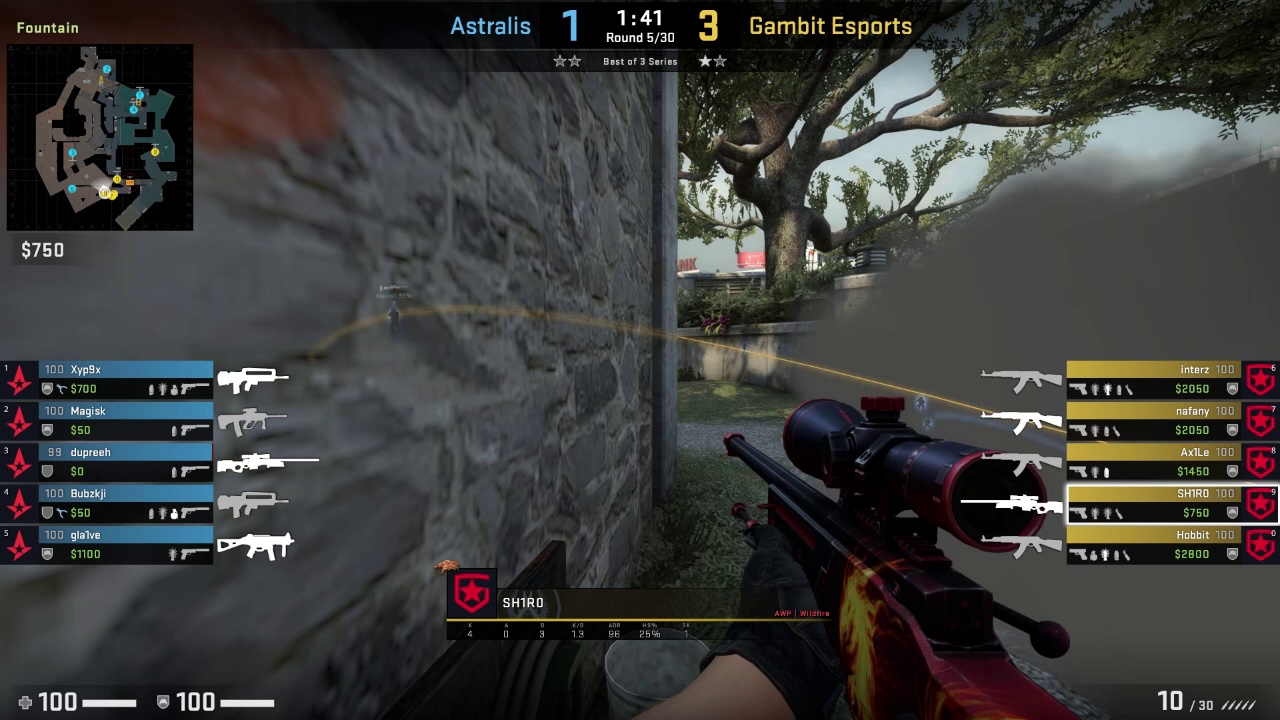 Fountain
Astralis 1 1:41 3 Gambit Esports
Round 5/30
Best of 3 Series
$750
NK
1 100 Xyp9x
$700
2 100 Magisk
$50
3 99 dupreeh
$0
4 100 Bubzkji
$50
5 100 gla1ve
$1100
interz 100 6
$2050
nafany 100 7
$2050
Ax1Le 100 8
$1450
SH1R0 100 9
$750
Hobbit 100 0
$2800
SH1R0
AWP | Wildfire
K A D K/D ADR HS%
4 0 3 1.3 96 25% 1
100 100
10 / 30